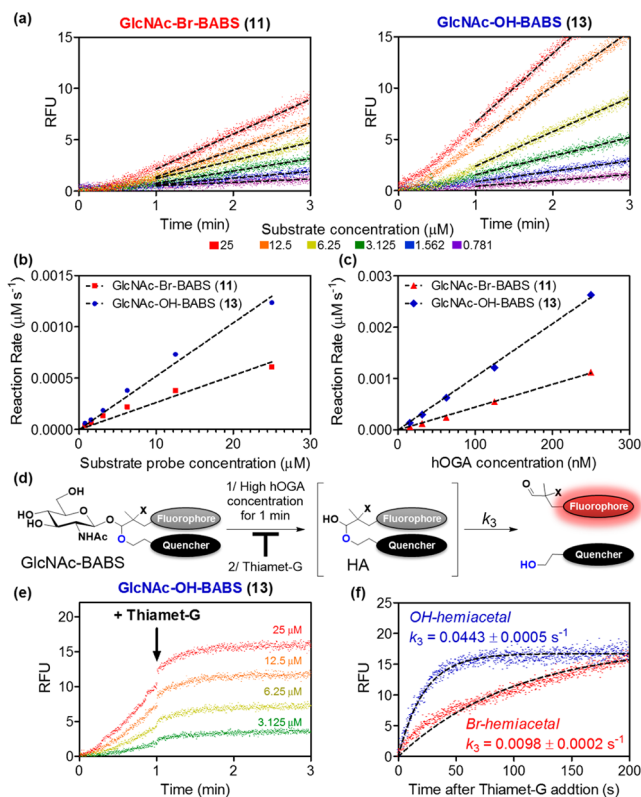 (a)
GlcNAc-Br-BABS (11)
GlcNAc-OH-BABS (13)
RFU
15
10
5
0
0 1 2 3
Time (min)
RFU
15
10
5
0
0 1 2 3
Time (min)
Substrate concentration (μM)
25 12.5 6.25 3.125 1.562 0.781
(b)
GlcNAc-Br-BABS (11)
GlcNAc-OH-BABS (13)
Reaction Rate (μM s⁻¹)
0.0015
0.0010
0.0005
0.0000
0 10 20 30
Substrate probe concentration (μM)
(c)
GlcNAc-Br-BABS (11)
GlcNAc-OH-BABS (13)
Reaction Rate (μM s⁻¹)
0.003
0.002
0.001
0.000
0 100 200 300
hOGA concentration (nM)
(d)
OH
HO
HO
O
NHAc
O
O
X
Fluorophore
Quencher
GlcNAc-BABS
1/ High hOGA
concentration
for 1 min
2/ Thiamet-G
HO
O
X
Fluorophore
Quencher
HA
k₃
O
X
Fluorophore
HO
Quencher
(e)
GlcNAc-OH-BABS (13)
+ Thiamet-G
RFU
20
15
10
5
0
25 μM
12.5 μM
6.25 μM
3.125 μM
0 1 2 3
Time (min)
(f)
RFU
25
20
15
10
5
0
OH-hemiacetal
k₃ = 0.0443 ± 0.0005 s⁻¹
Br-hemiacetal
k₃ = 0.0098 ± 0.0002 s⁻¹
0 50 100 150 200
Time after Thiamet-G addtion (s)